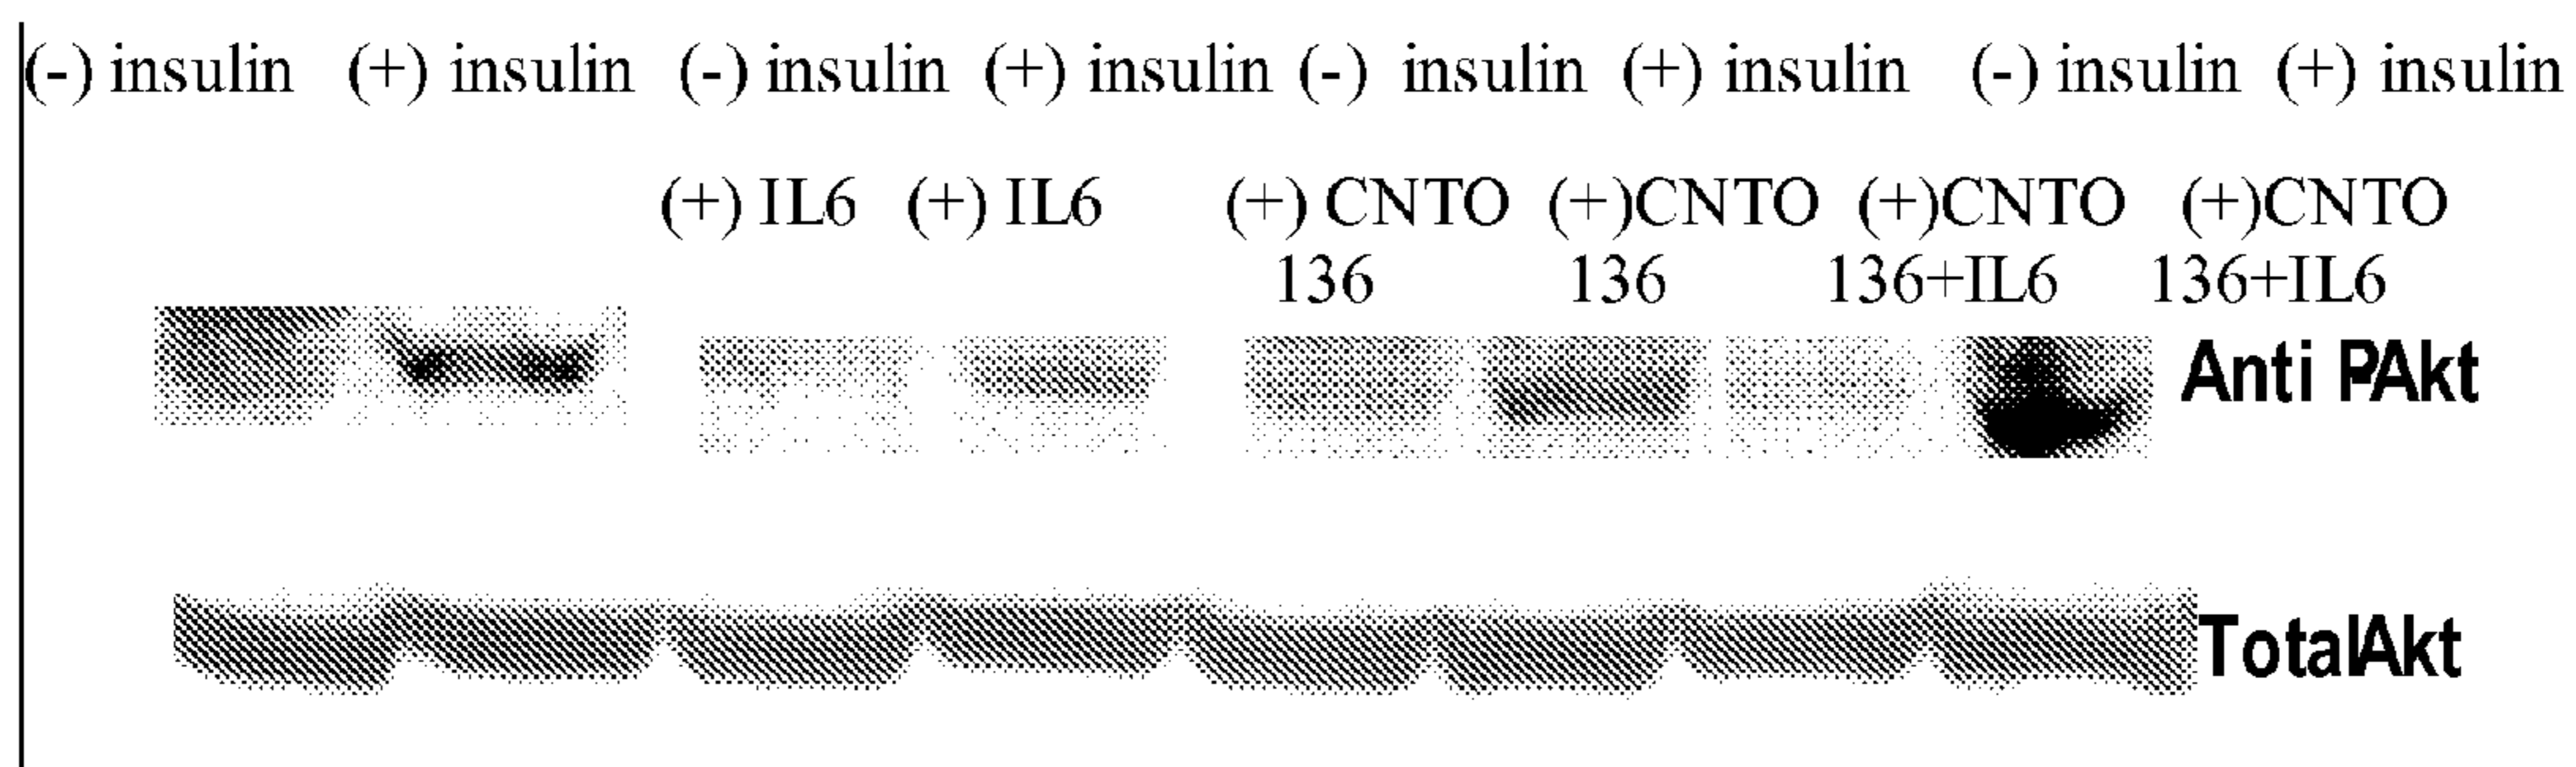 (-) insulin (+) insulin (-) insulin (+) insulin (-) insulin (+) insulin (-) insulin (+) insulin
(+) IL6 (+) IL6 (+) CNTO (+)CNTO (+)CNTO (+)CNTO
136 136 136+IL6 136+IL6
Anti PAkt
TotalAkt